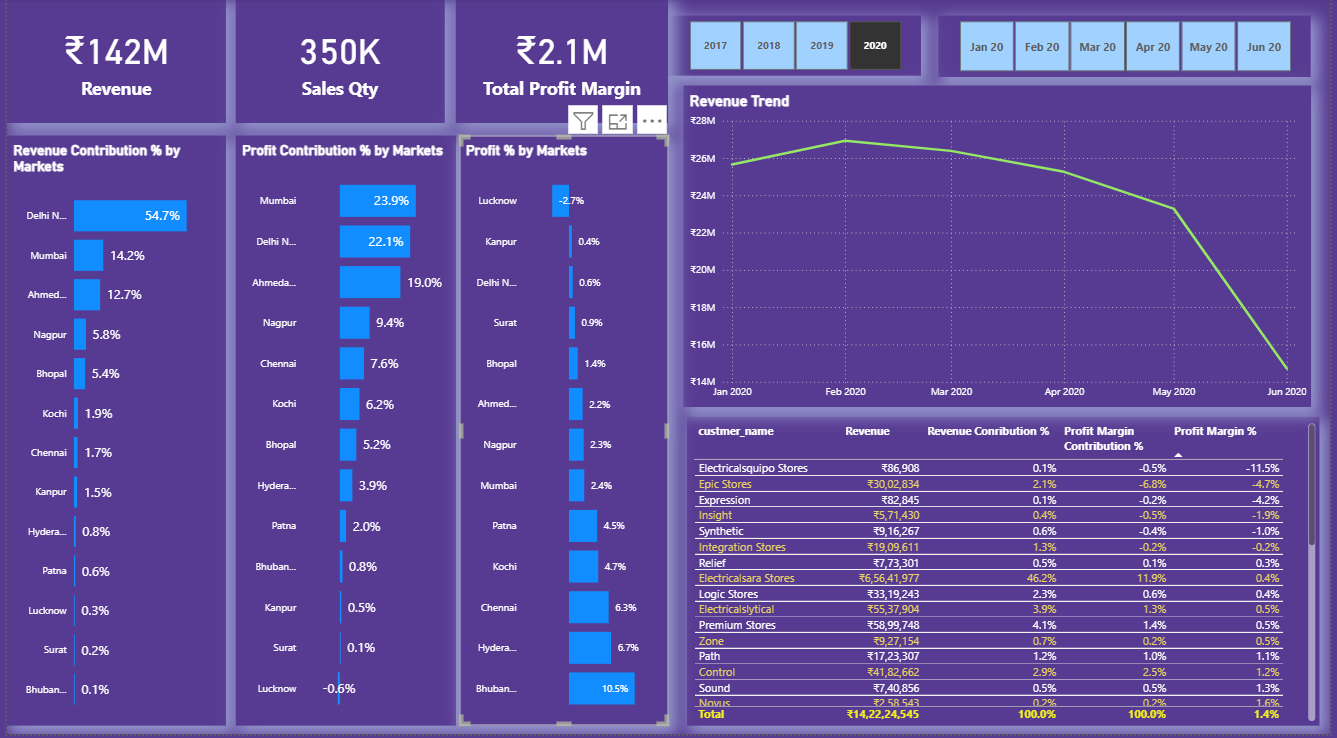 ₹142M
Revenue
350K
Sales Qty
₹2.1M
Total Profit Margin
2017
2018
2019
2020
Jan 20
Feb 20
Mar 20
Apr 20
May 20
Jun 20
Revenue Contribution % by
Markets
Delhi N... 54.7%
Mumbai 14.2%
Ahmed... 12.7%
Nagpur 5.8%
Bhopal 5.4%
Kochi 1.9%
Chennai 1.7%
Kanpur 1.5%
Hydera... 0.8%
Patna 0.6%
Lucknow 0.3%
Surat 0.2%
Bhuban... 0.1%
Profit Contribution % by Markets
Mumbai 23.9%
Delhi N... 22.1%
Ahmeda... 19.0%
Nagpur 9.4%
Chennai 7.6%
Kochi 6.2%
Bhopal 5.2%
Hydera... 3.9%
Patna 2.0%
Bhuban... 0.8%
Kanpur 0.5%
Surat 0.1%
Lucknow -0.6%
Profit % by Markets
Lucknow -2.7%
Kanpur 0.4%
Delhi N... 0.6%
Surat 0.9%
Bhopal 1.4%
Ahmed... 2.2%
Nagpur 2.3%
Mumbai 2.4%
Patna 4.5%
Kochi 4.7%
Chennai 6.3%
Hydera... 6.7%
Bhuban... 10.5%
Revenue Trend
₹28M
₹26M
₹24M
₹22M
₹20M
₹18M
₹16M
₹14M
Jan 2020 Feb 2020 Mar 2020 Apr 2020 May 2020 Jun 2020
custmer_name Revenue Revenue Conribution % Profit Margin Profit Margin %
Contribution %
Electricalsquipo Stores ₹86,908 0.1% -0.5% -11.5%
Epic Stores ₹30,02,834 2.1% -6.8% -4.7%
Expression ₹82,845 0.1% -0.2% -4.2%
Insight ₹5,71,430 0.4% -0.5% -1.9%
Synthetic ₹9,16,267 0.6% -0.4% -1.0%
Integration Stores ₹19,09,611 1.3% -0.2% -0.2%
Relief ₹7,73,301 0.5% 0.1% 0.3%
Electricalsara Stores ₹6,56,41,977 46.2% 11.9% 0.4%
Logic Stores ₹33,19,243 2.3% 0.6% 0.4%
Electricalslytical ₹55,37,904 3.9% 1.3% 0.5%
Premium Stores ₹58,99,748 4.1% 1.4% 0.5%
Zone ₹9,27,154 0.7% 0.2% 0.5%
Path ₹17,23,307 1.2% 1.0% 1.1%
Control ₹41,82,662 2.9% 2.5% 1.2%
Sound ₹7,40,856 0.5% 0.5% 1.3%
Novus ₹2,58,543 0.2% 0.2% 1.6%
Total ₹14,22,24,545 100.0% 100.0% 1.4%